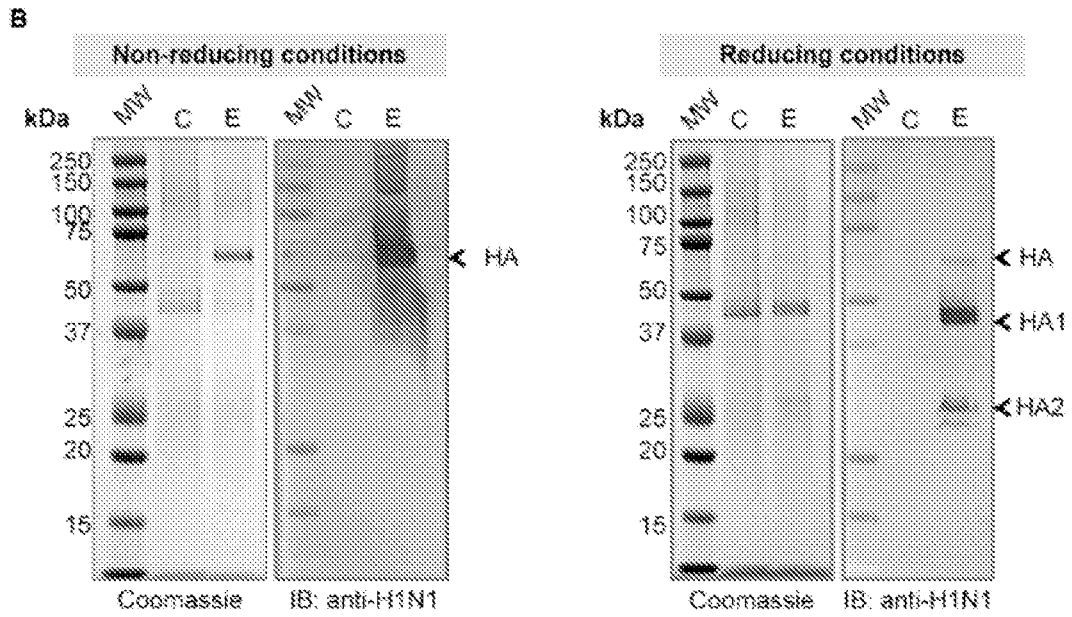 B
Non-reducing conditions
Reducing conditions
kDa MW C E MW C E
kDa MW C E MW C E
250
150
100
75
50
37
25
20
15
HA
250
150
100
75
50
37
25
20
15
HA
HA1
HA2
Coomassie IB: anti-H1N1
Coomassie IB: anti-H1N1